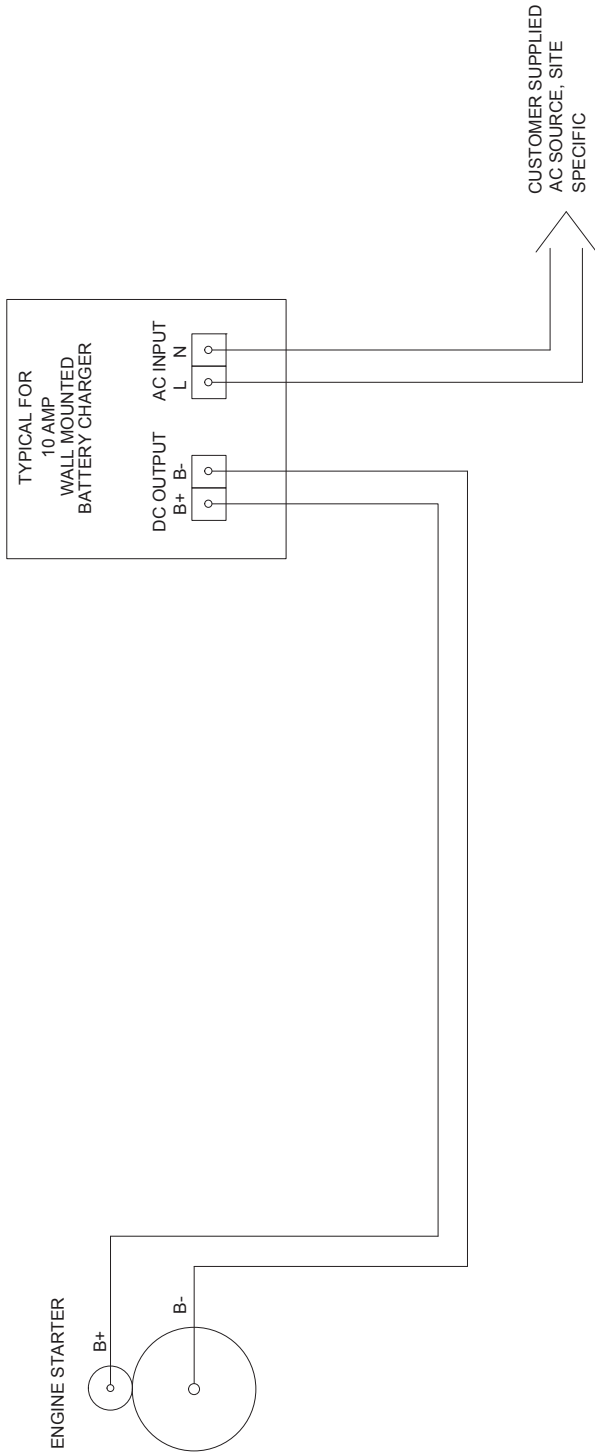 ENGINE STARTER
B+
B-
TYPICAL FOR
10 AMP
WALL MOUNTED
BATTERY CHARGER
DC OUTPUT
B+ B-
AC INPUT
L N
CUSTOMER SUPPLIED
AC SOURCE, SITE
SPECIFIC